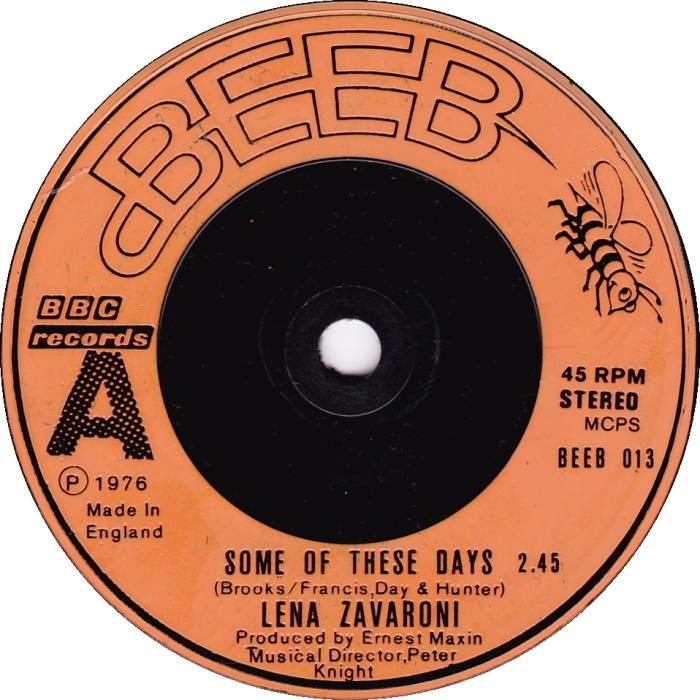 BEEB
BBC
records
A
℗ 1976
Made In
England
45 RPM
STEREO
MCPS
BEEB 013
SOME OF THESE DAYS 2.45
(Brooks/Francis,Day & Hunter)
LENA ZAVARONI
Produced by Ernest Maxin
Musical Director,Peter
Knight